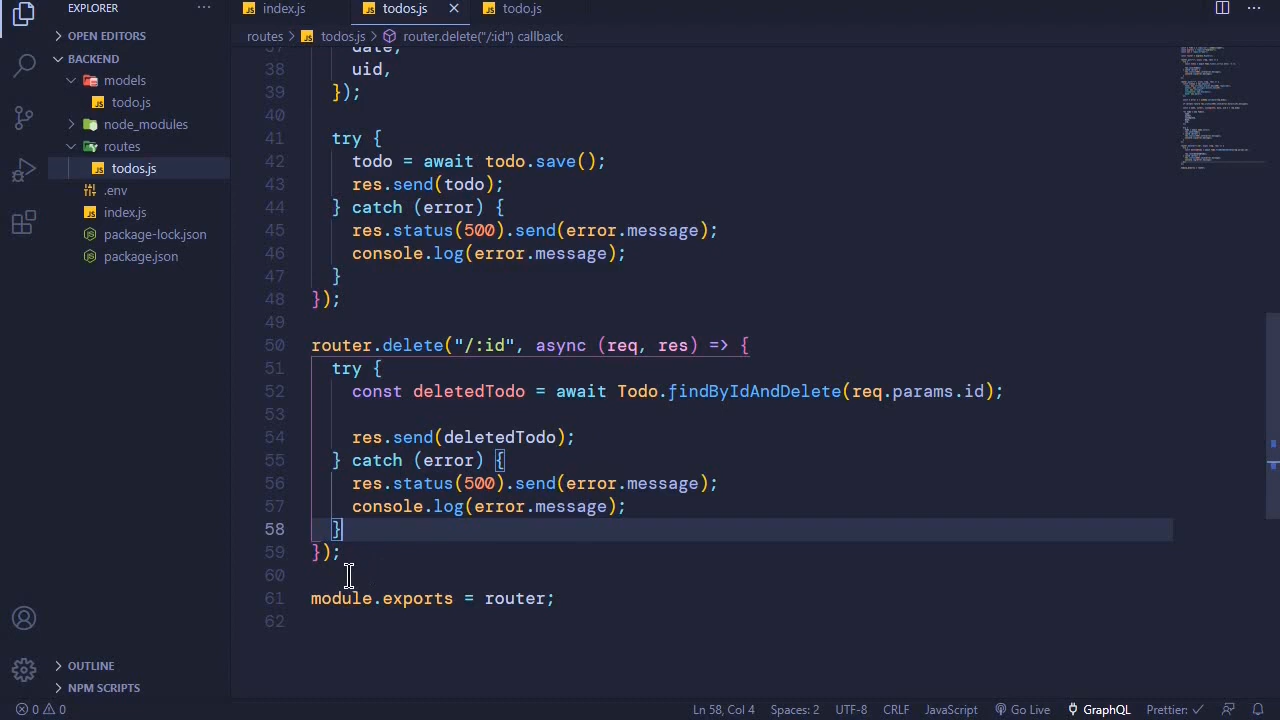 EXPLORER
index.js
todos.js
todo.js
OPEN EDITORS
routes > todos.js > router.delete("/:id") callback
BACKEND
models
todo.js
node_modules
routes
todos.js
.env
index.js
package-lock.json
package.json
37 date,
38 uid,
39 });
40
41 try {
42 todo = await todo.save();
43 res.send(todo);
44 } catch (error) {
45 res.status(500).send(error.message);
46 console.log(error.message);
47 }
48 });
49
50 router.delete("/:id", async (req, res) => {
51 try {
52 const deletedTodo = await Todo.findByIdAndDelete(req.params.id);
53
54 res.send(deletedTodo);
55 } catch (error) {
56 res.status(500).send(error.message);
57 console.log(error.message);
58 }
59 });
60
61 module.exports = router;
62
OUTLINE
NPM SCRIPTS
0 0 Ln 58, Col 4 Spaces: 2 UTF-8 CRLF JavaScript Go Live GraphQL Prettier: ✓